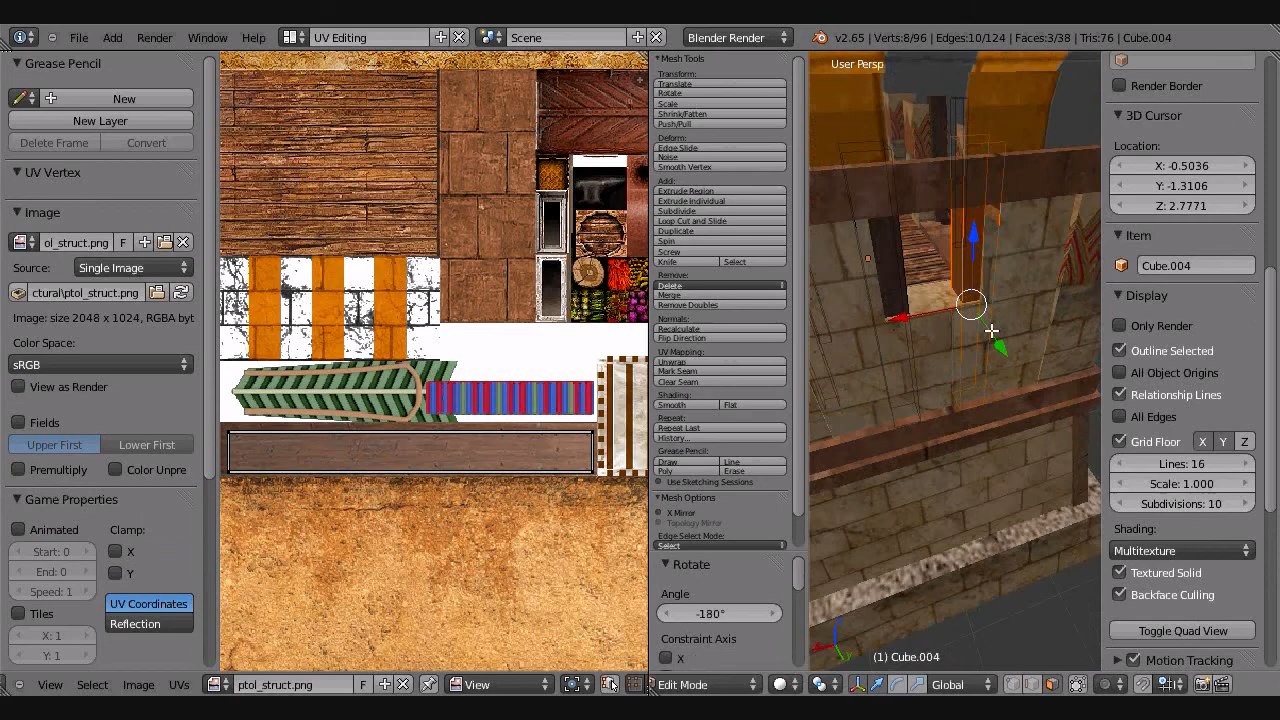 File Add Render Window Help UV Editing Scene Blender Render v2.65 | Verts:8/96 | Edges:10/124 | Faces:3/38 | Tris:76 | Cube.004
Grease Pencil
New
New Layer
Delete Frame Convert
UV Vertex
Image
ol_struct.png F
Source: Single Image
ctural\ptol_struct.png
Image: size 2048 x 1024, RGBA byt
Color Space:
sRGB
View as Render
Fields
Upper First Lower First
Premultiply Color Unpre
Game Properties
Animated Clamp:
Start: 0 X
End: 0 Y
Speed: 1
Tiles UV Coordinates
X: 1 Reflection
Y: 1
View Select Image UVs ptol_struct.png F View
Mesh Tools
Transform:
Translate
Rotate
Scale
Shrink/Fatten
Push/Pull
Deform:
Edge Slide
Noise
Smooth Vertex
Add:
Extrude Region
Extrude Individual
Subdivide
Loop Cut and Slide
Duplicate
Spin
Screw
Knife Select
Remove:
Delete
Merge
Remove Doubles
Normals:
Recalculate
Flip Direction
UV Mapping:
Unwrap
Mark Seam
Clear Seam
Shading:
Smooth Flat
Repeat:
Repeat Last
History...
Grease Pencil:
Draw Line
Poly Erase
Use Sketching Sessions
Mesh Options
X Mirror
Topology Mirror
Edge Select Mode:
Select
Rotate
Angle
-180°
Constraint Axis
X
User Persp
(1) Cube.004
Edit Mode Global
Render Border
3D Cursor
Location:
X: -0.5036
Y: -1.3106
Z: 2.7771
Item
Cube.004
Display
Only Render
Outline Selected
All Object Origins
Relationship Lines
All Edges
Grid Floor X Y Z
Lines: 16
Scale: 1.000
Subdivisions: 10
Shading:
Multitexture
Textured Solid
Backface Culling
Toggle Quad View
Motion Tracking